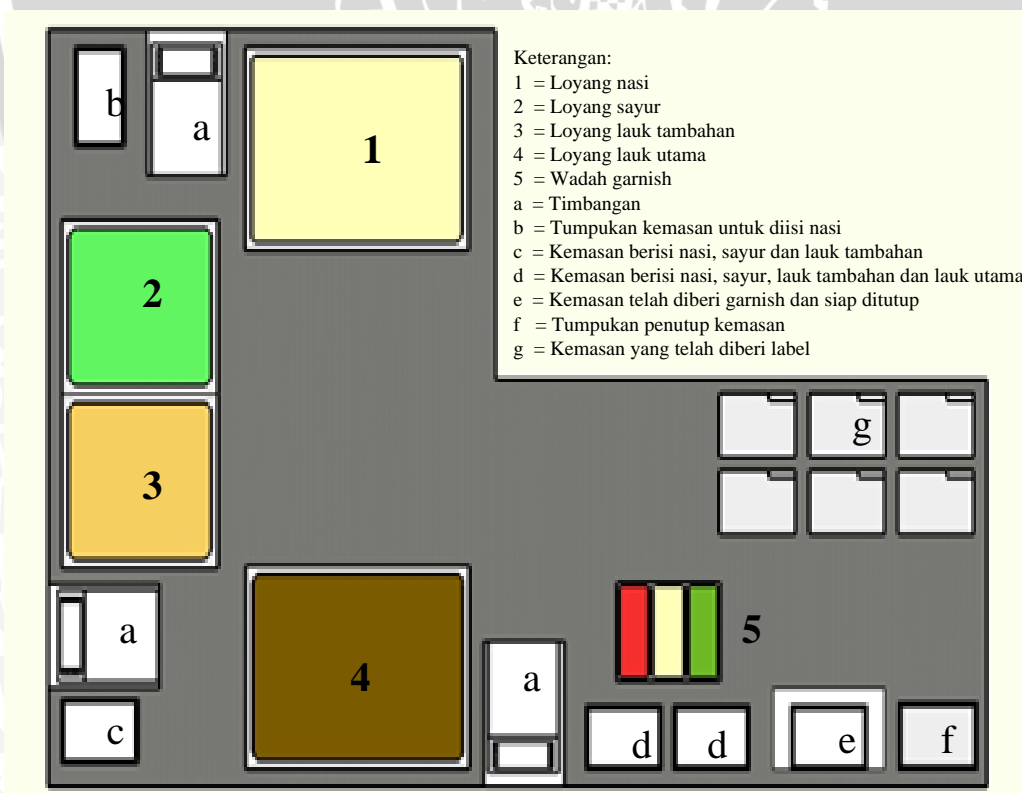 Keterangan:
1 = Loyang nasi
2 = Loyang sayur
3 = Loyang lauk tambahan
4 = Loyang lauk utama
5 = Wadah garnish
a = Timbangan
b = Tumpukan kemasan untuk diisi nasi
c = Kemasan berisi nasi, sayur dan lauk tambahan
d = Kemasan berisi nasi, sayur, lauk tambahan dan lauk utama
e = Kemasan telah diberi garnish dan siap ditutup
f = Tumpukan penutup kemasan
g = Kemasan yang telah diberi label
b
a
1
2
3
g
a
4
a
5
c
d
d
e
f